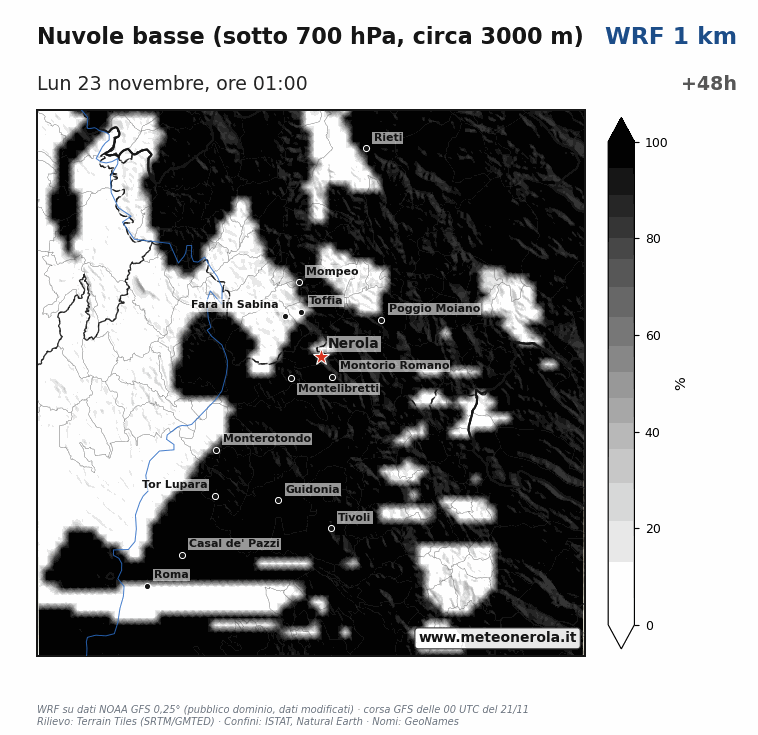 Nuvole basse (sotto 700 hPa, circa 3000 m) WRF 1 km
Lun 23 novembre, ore 01:00 +48h
Rieti
100
80
60
40
20
0
%
Mompeo
Fara in Sabina
Toffia
Poggio Moiano
Nerola
Montorio Romano
Montelibretti
Monterotondo
Tor Lupara
Guidonia
Tivoli
Casal de' Pazzi
Roma
www.meteonerola.it
WRF su dati NOAA GFS 0,25° (pubblico dominio, dati modificati) · corsa GFS delle 00 UTC del 21/11
Rilievo: Terrain Tiles (SRTM/GMTED) · Confini: ISTAT, Natural Earth · Nomi: GeoNames